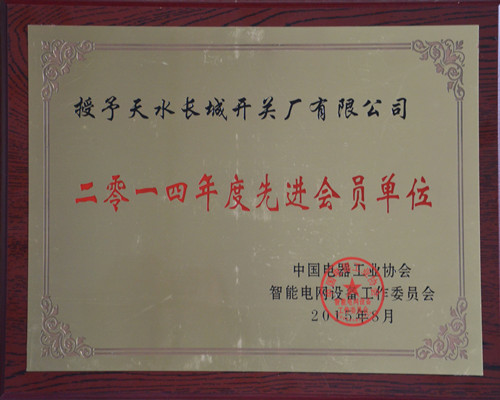 授予天水长城开关厂有限公司
二零一四年度先进会员单位
中国电器工业协会
智能电网设备工作委员会
2015年8月